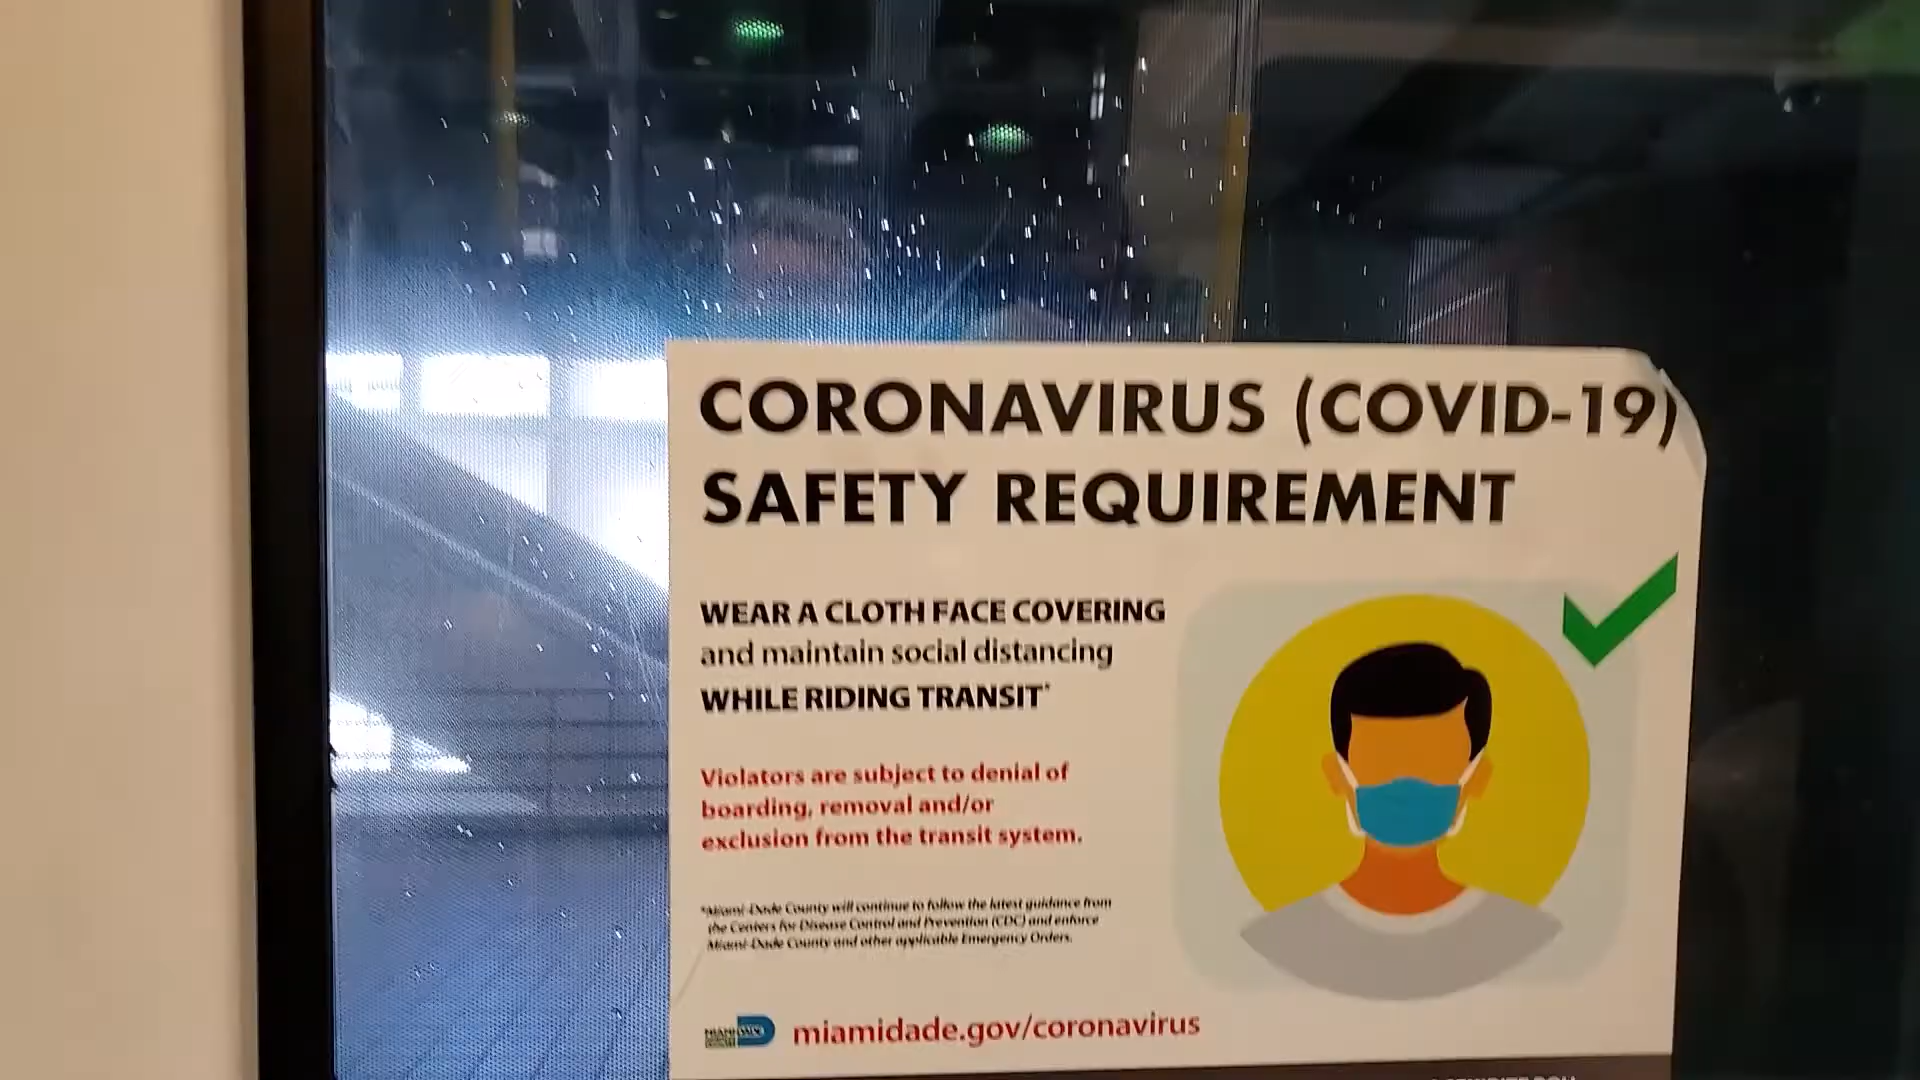 CORONAVIRUS (COVID-19)
SAFETY REQUIREMENT
WEAR A CLOTH FACE COVERING
and maintain social distancing
WHILE RIDING TRANSIT*
Violators are subject to denial of
boarding, removal and/or
exclusion from the transit system.
*Miami-Dade County will continue to follow the latest guidance from
the Centers for Disease Control and Prevention (CDC) and enforce
Miami-Dade County and other applicable Emergency Orders.
MIAMI-DADE
miamidade.gov/coronavirus